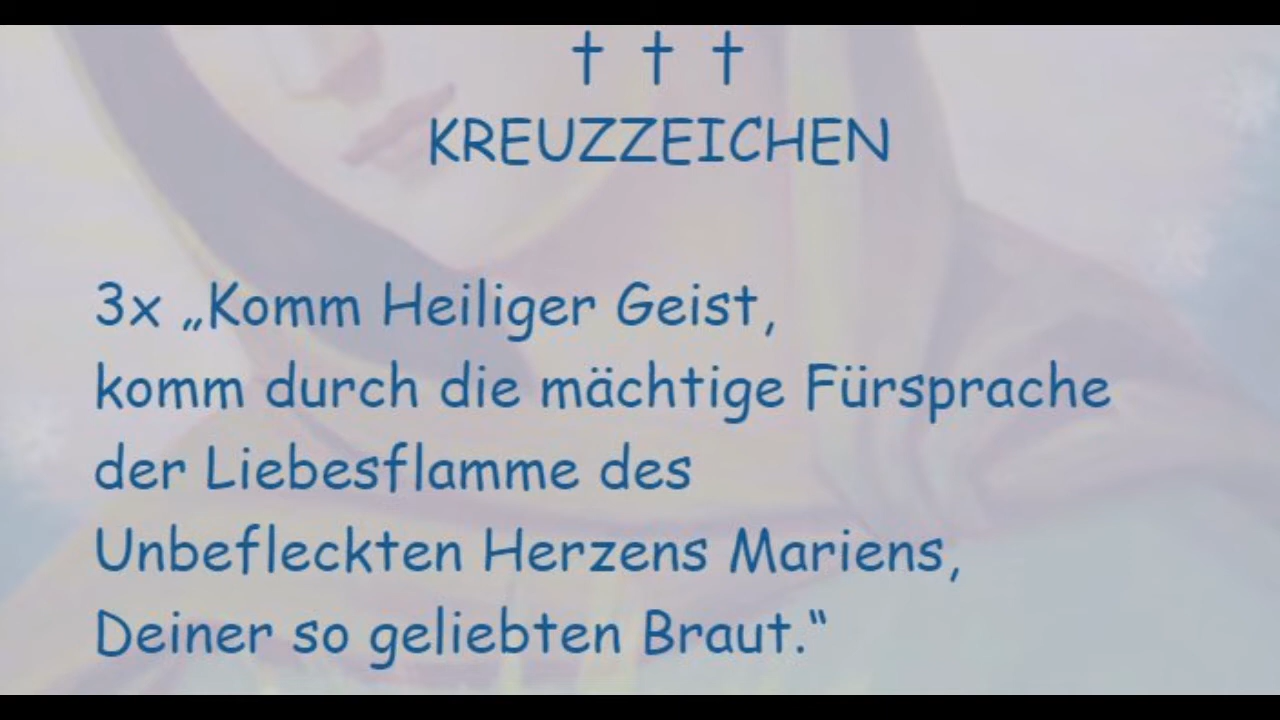 † † †
KREUZZEICHEN
3x „Komm Heiliger Geist,
komm durch die mächtige Fürsprache
der Liebesflamme des
Unbefleckten Herzens Mariens,
Deiner so geliebten Braut.“